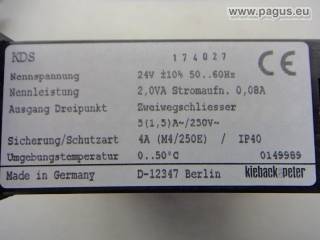 © www.pagus.eu
KDS 174027 CE
Nennspannung 24V ±10% 50..60Hz
Nennleistung 2,0VA Stromaufn. 0,08A
Ausgang Dreipunkt Zweiwegschliesser
5(1,5)A~/250V~
Sicherung/Schutzart 4A (M4/250E) / IP40
Umgebungstemperatur 0..50°C 0149989
Made in Germany D-12347 Berlin kieback&peter